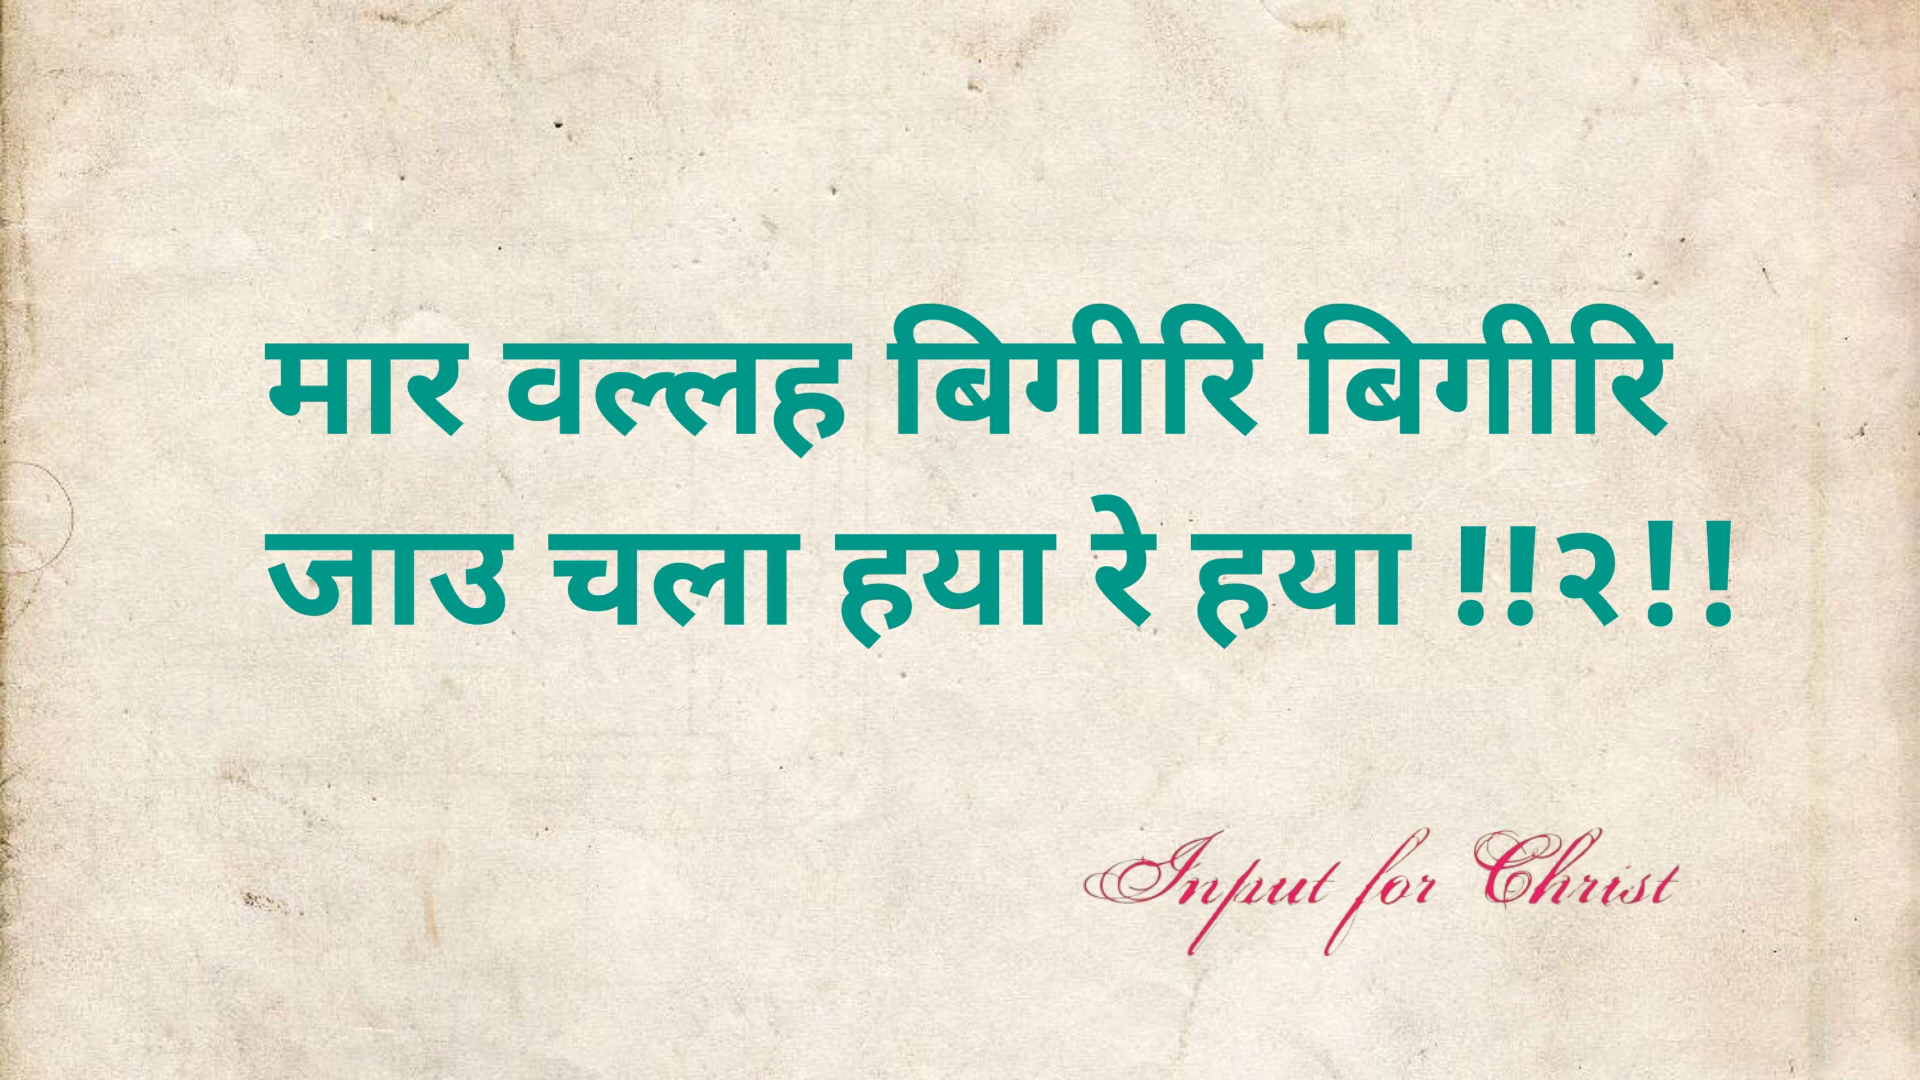 मार वल्लह बिगीरि बिगीरि
जाउ चला हया रे हया !!२!!
Input for Christ